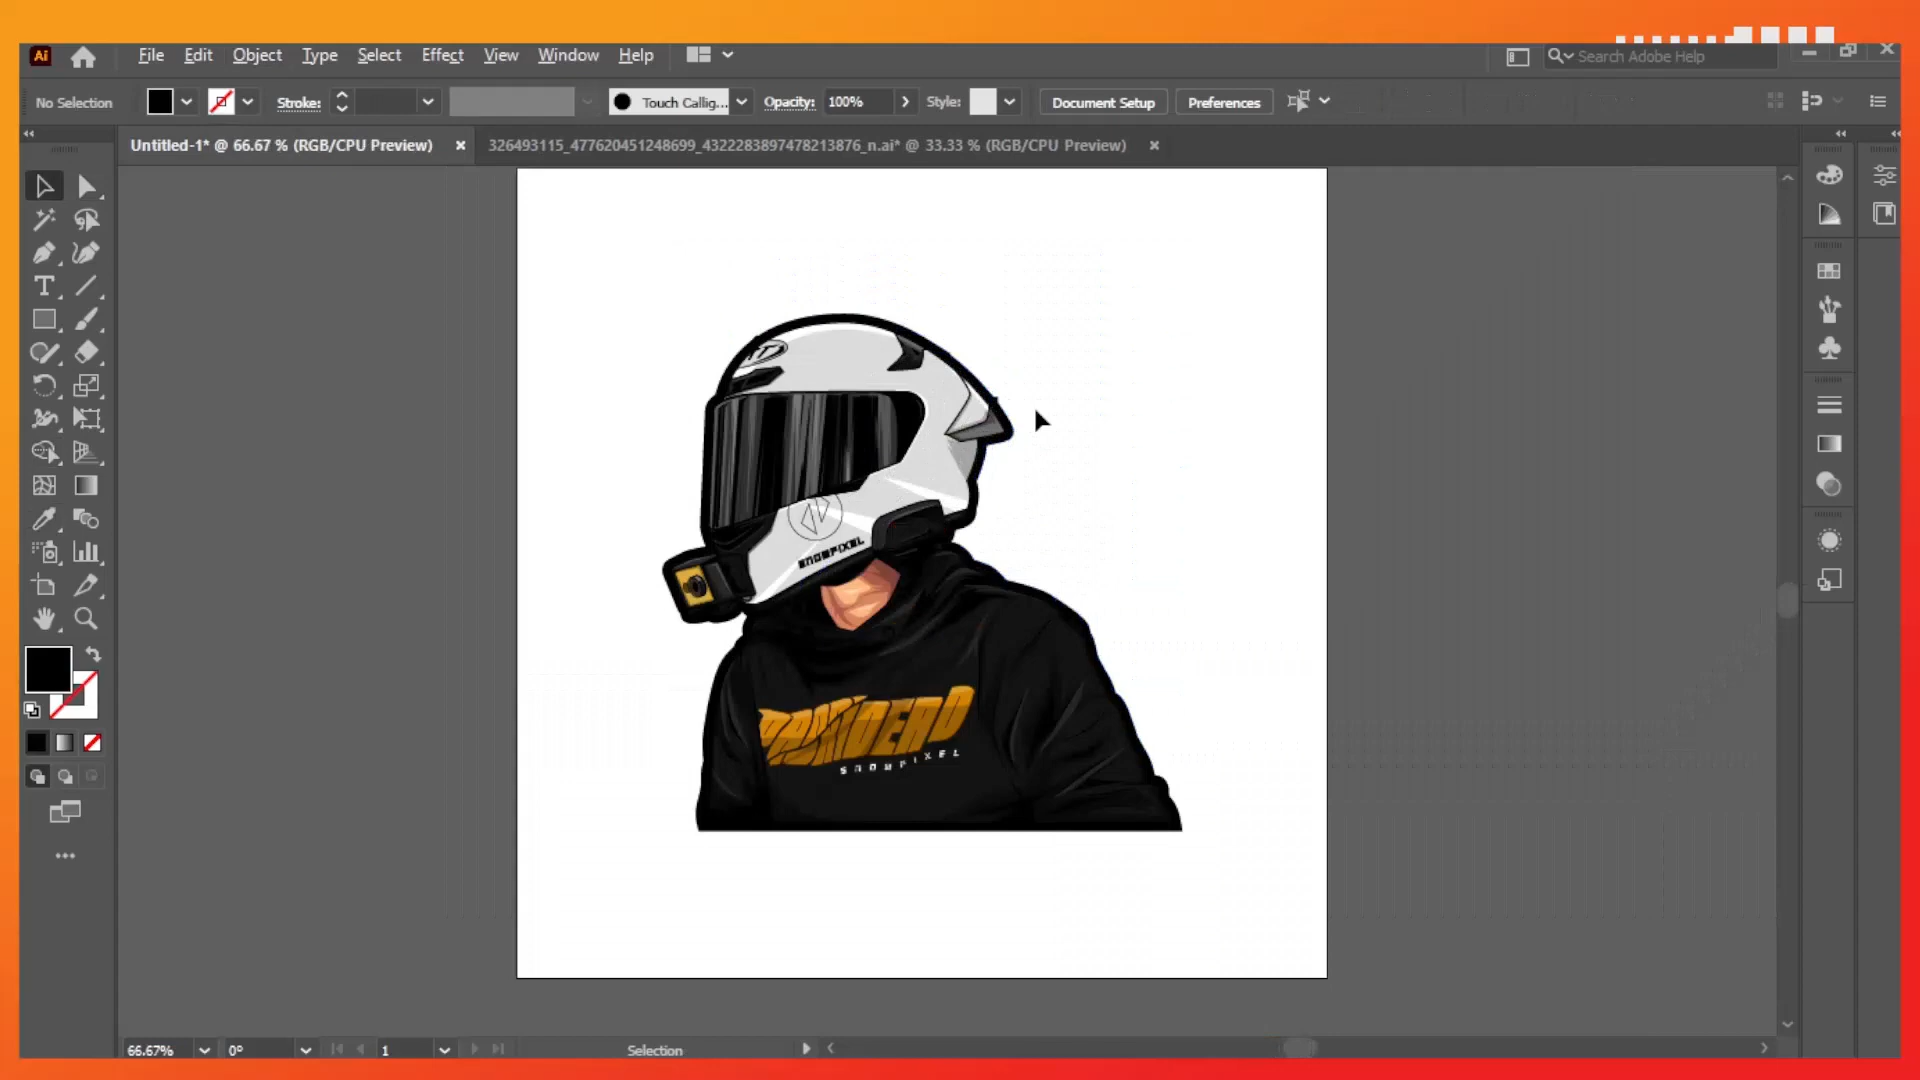 Ai File Edit Object Type Select Effect View Window Help Search Adobe Help
No Selection Stroke: Touch Callig... Opacity: 100% Style: Document Setup Preferences
Untitled-1* @ 66.67 % (RGB/CPU Preview) 326493115_477620451248699_4322283897478213876_n.ai* @ 33.33 % (RGB/CPU Preview)
SNOWPIXEL
SNOWPIXEL
66.67% 0° 1 Selection